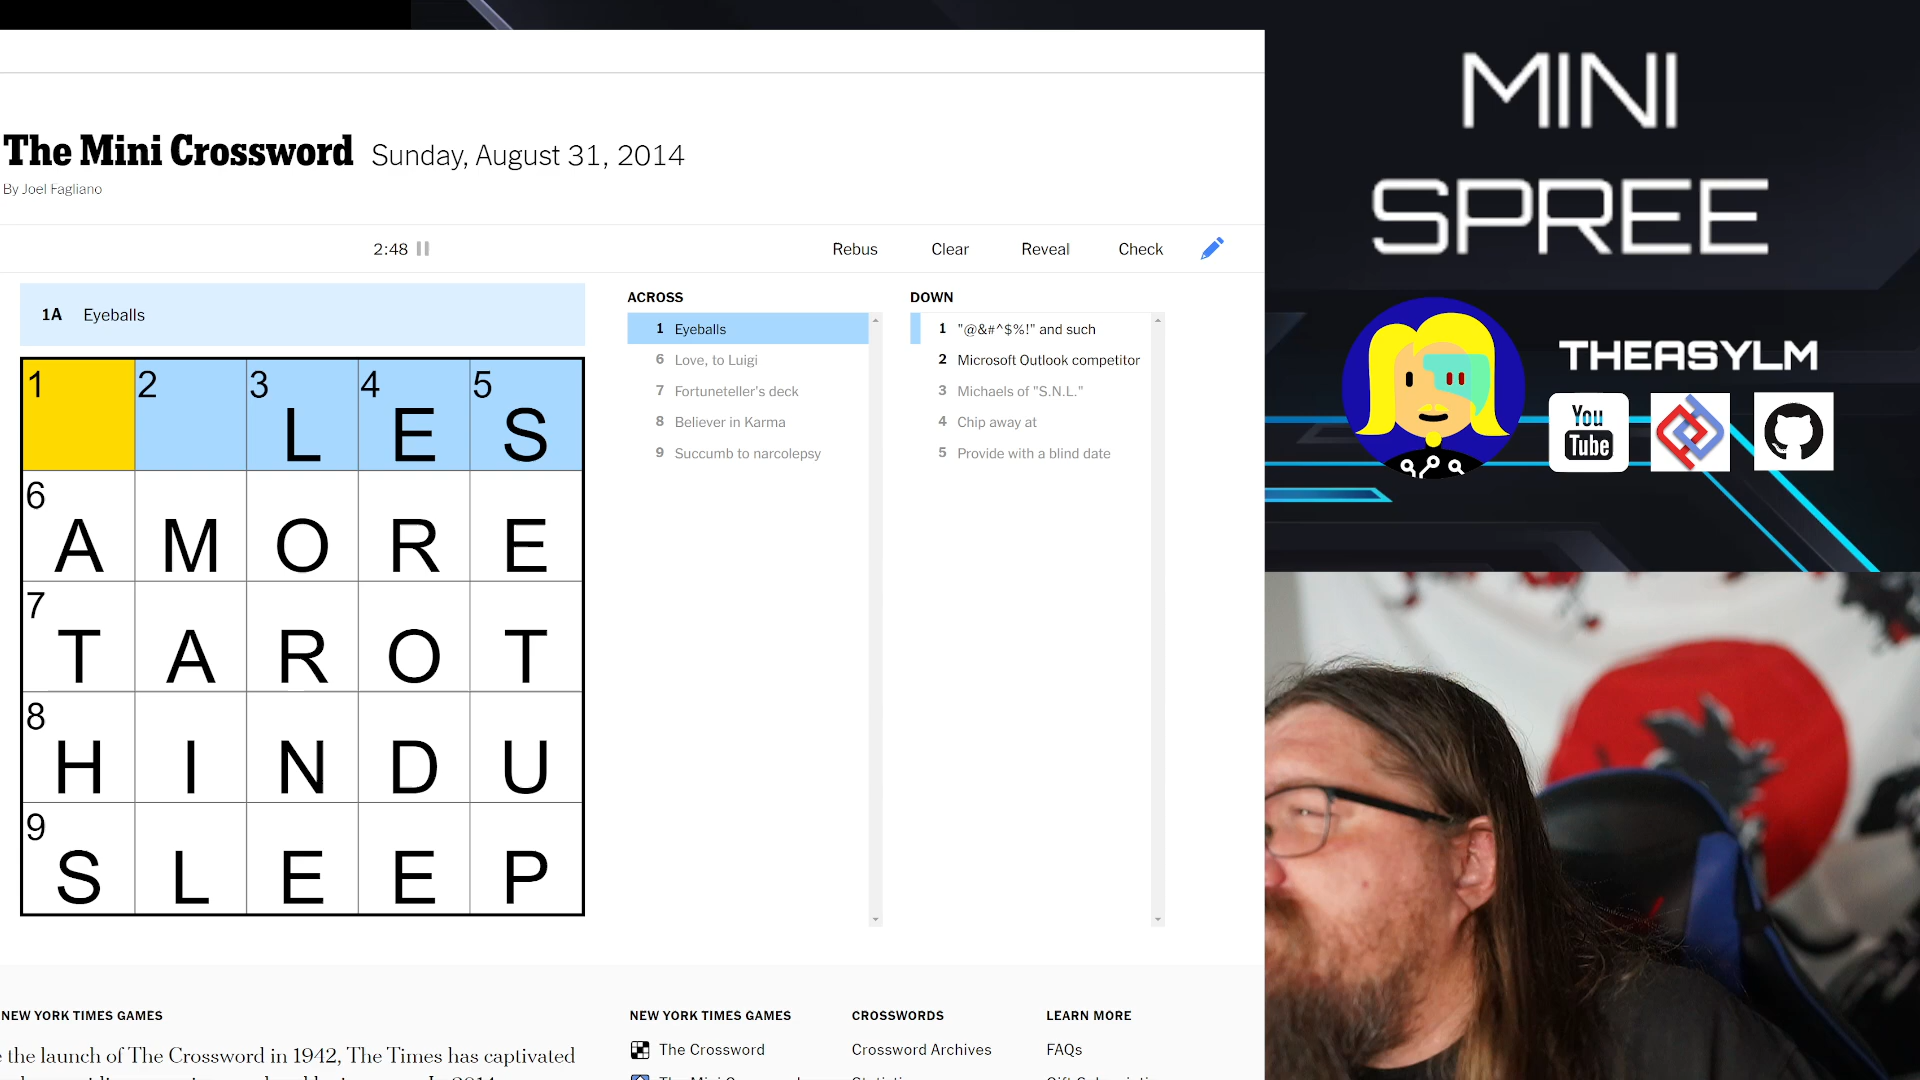 MINI
SPREE
The Mini Crossword Sunday, August 31, 2014
By Joel Fagliano
2:48
Rebus Clear Reveal Check
1A Eyeballs
ACROSS
1 Eyeballs
6 Love, to Luigi
7 Fortuneteller's deck
8 Believer in Karma
9 Succumb to narcolepsy
DOWN
1 "@&#^$%!" and such
2 Microsoft Outlook competitor
3 Michaels of "S.N.L."
4 Chip away at
5 Provide with a blind date
1 2 3 4 5
L E S
6
A M O R E
7
T A R O T
8
H I N D U
9
S L E E P
THEASYLM
You
Tube
NEW YORK TIMES GAMES
the launch of The Crossword in 1942, The Times has captivated
NEW YORK TIMES GAMES
The Crossword
CROSSWORDS
Crossword Archives
LEARN MORE
FAQs